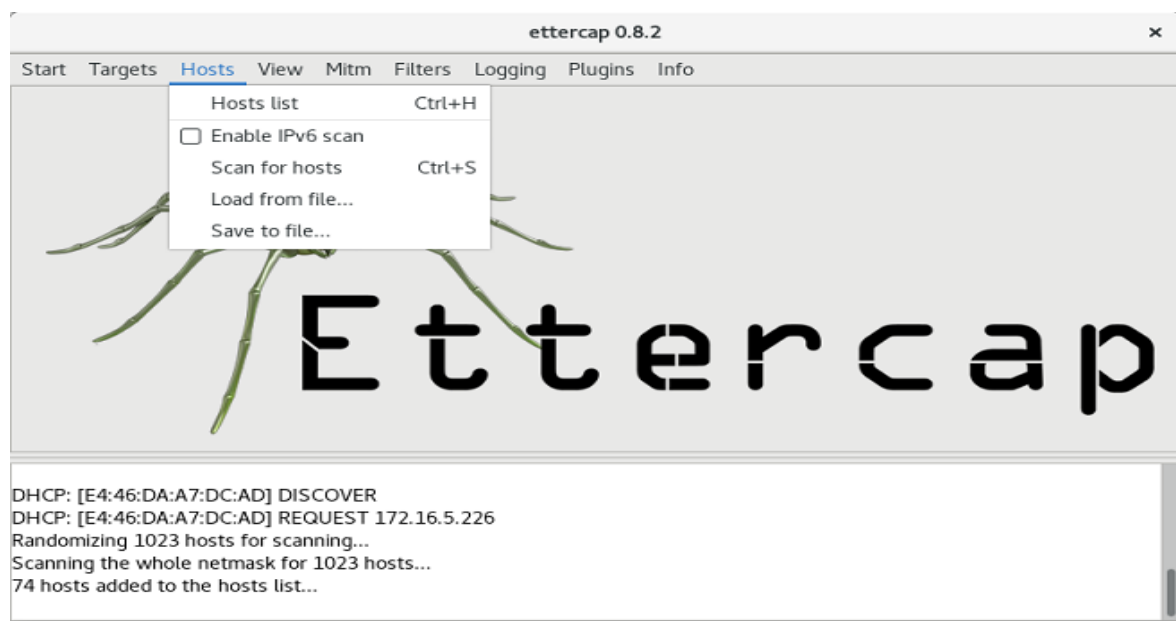 ettercap 0.8.2 ×
Start Targets Hosts View Mitm Filters Logging Plugins Info
Hosts list Ctrl+H
Enable IPv6 scan
Scan for hosts Ctrl+S
Load from file...
Save to file...
Ettercap
DHCP: [E4:46:DA:A7:DC:AD] DISCOVER
DHCP: [E4:46:DA:A7:DC:AD] REQUEST 172.16.5.226
Randomizing 1023 hosts for scanning...
Scanning the whole netmask for 1023 hosts...
74 hosts added to the hosts list...